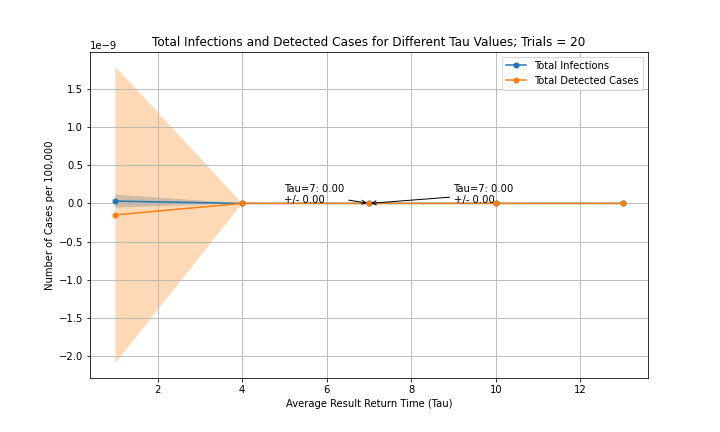 Total Infections and Detected Cases for Different Tau Values; Trials = 20
1e−9
Total Infections
Total Detected Cases
1.5
1.0
0.5
0.0
−0.5
−1.0
−1.5
−2.0
Number of Cases per 100,000
Tau=7: 0.00
+/- 0.00
Tau=7: 0.00
+/- 0.00
2 4 6 8 10 12
Average Result Return Time (Tau)